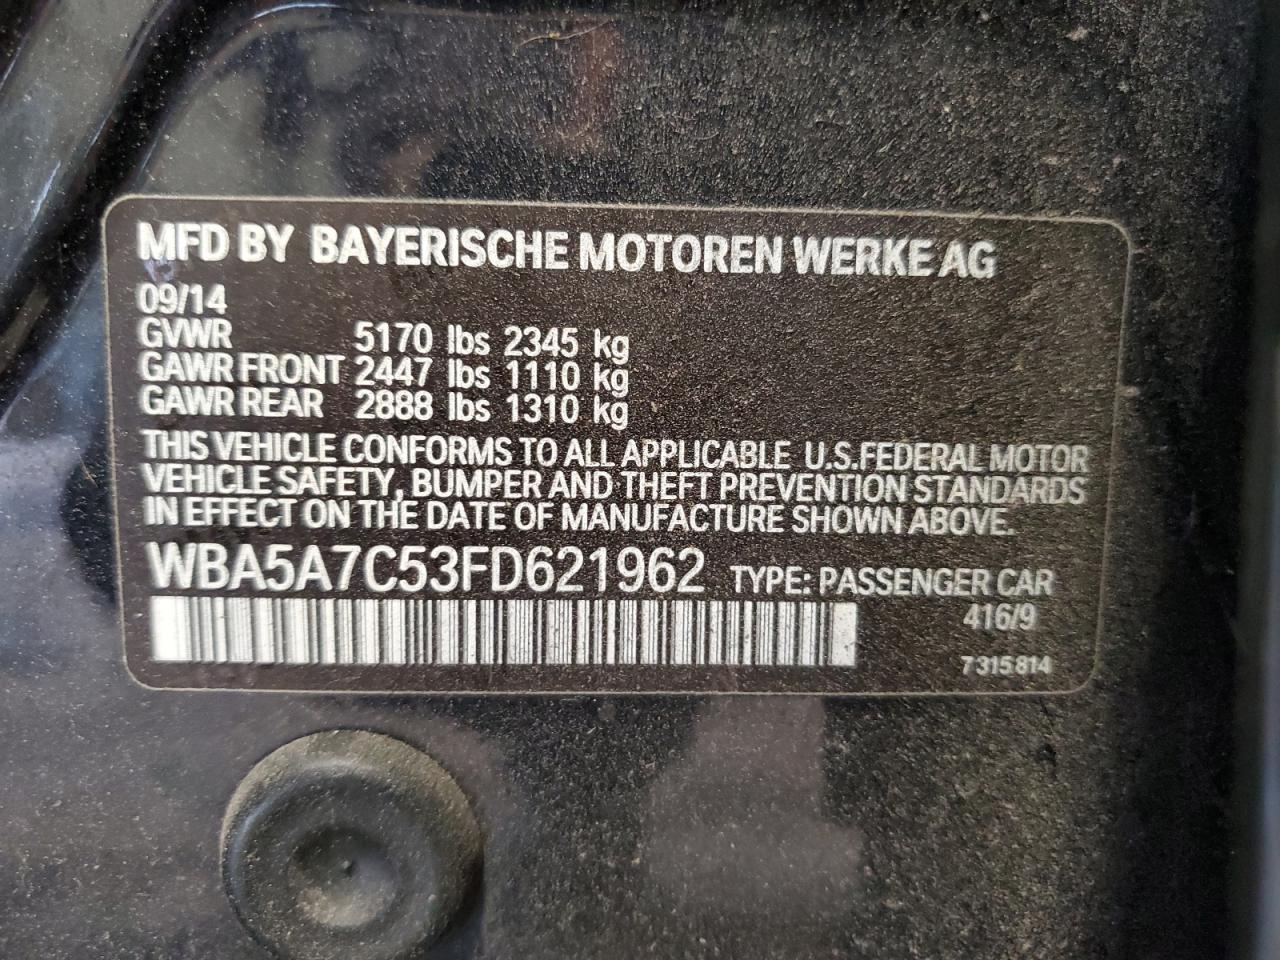 MFD BY BAYERISCHE MOTOREN WERKE AG
09/14
GVWR 5170 lbs 2345 kg
GAWR FRONT 2447 lbs 1110 kg
GAWR REAR 2888 lbs 1310 kg
THIS VEHICLE CONFORMS TO ALL APPLICABLE U.S.FEDERAL MOTOR
VEHICLE SAFETY, BUMPER AND THEFT PREVENTION STANDARDS
IN EFFECT ON THE DATE OF MANUFACTURE SHOWN ABOVE.
WBA5A7C53FD621962 TYPE: PASSENGER CAR
416/9
7 315 814